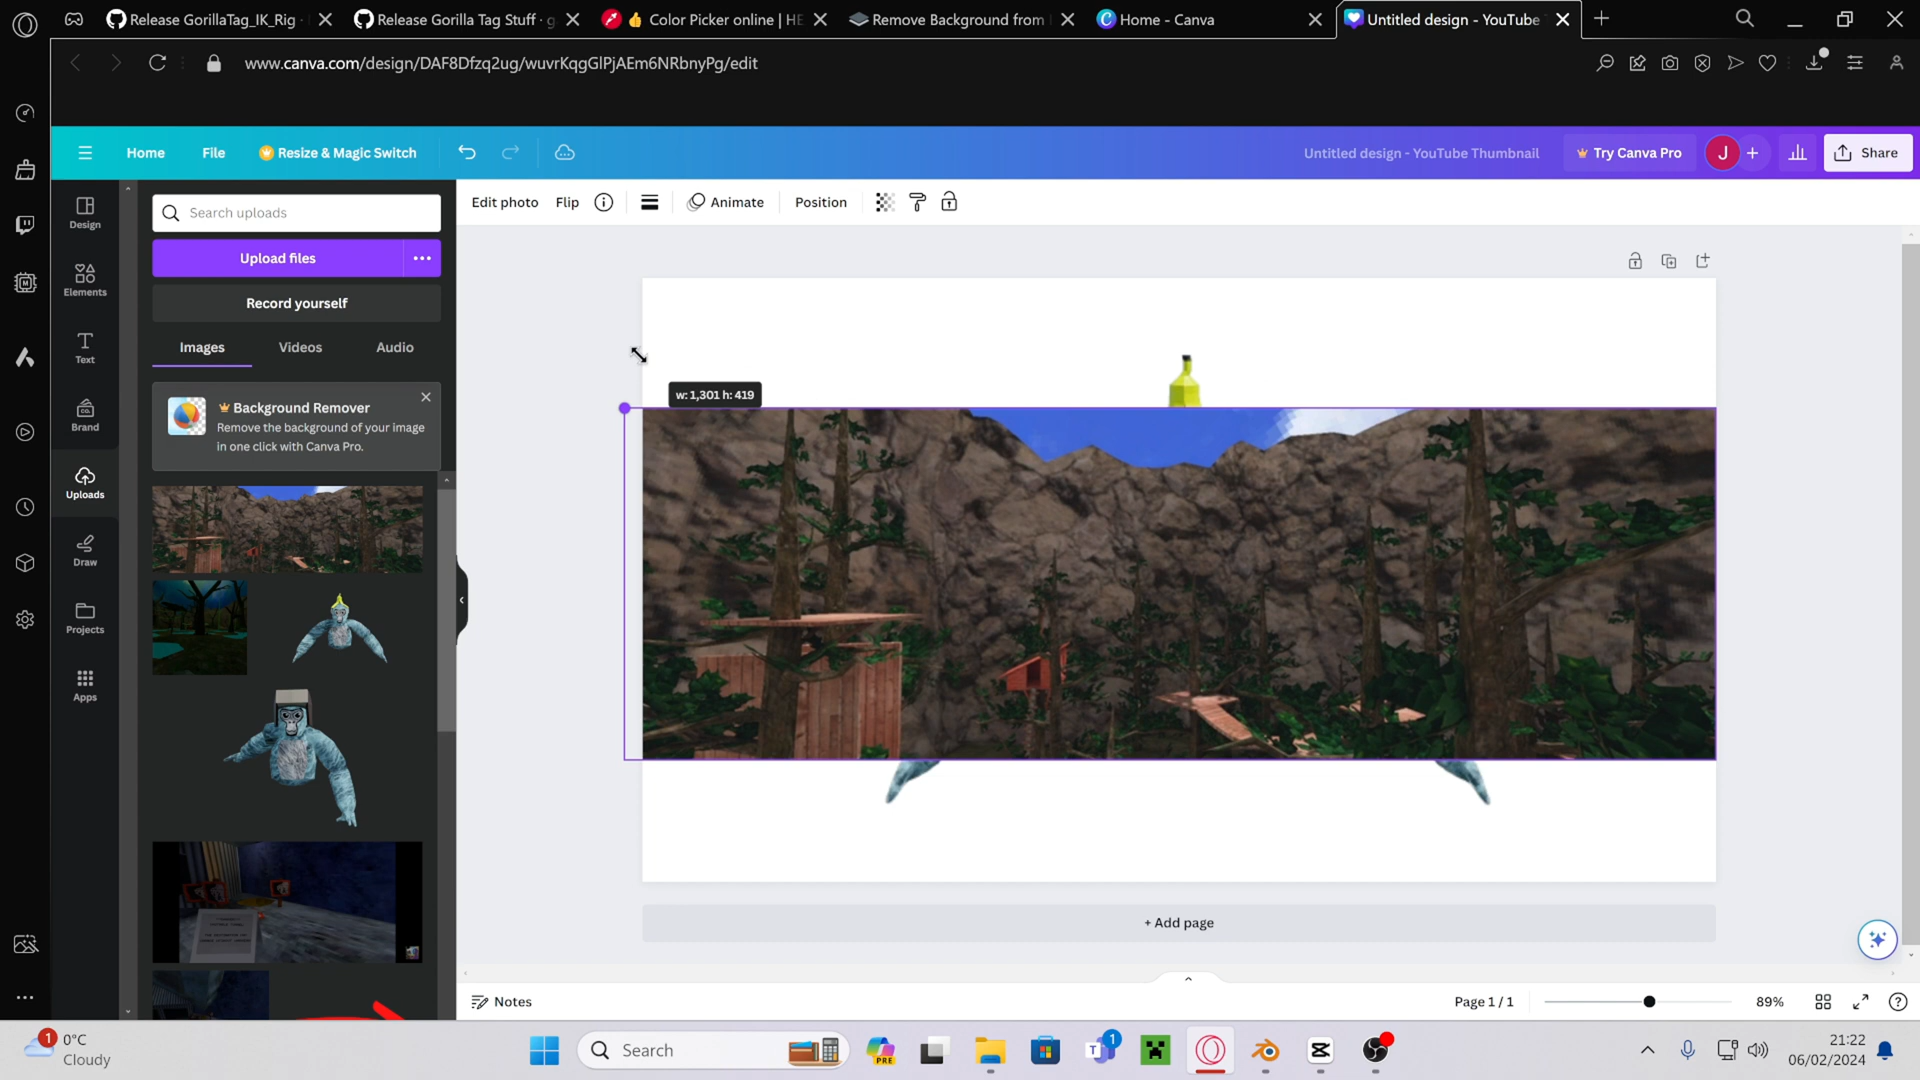 Release GorillaTag_IK_Rig ·
Release Gorilla Tag Stuff · g
Color Picker online | HE
Remove Background from I
Home - Canva
Untitled design - YouTube T
www.canva.com/design/DAF8Dfzq2ug/wuvrKqgGlPjAEm6NRbnyPg/edit
Home
File
Resize & Magic Switch
Untitled design - YouTube Thumbnail
Try Canva Pro
J
Share
Design
Elements
Text
Brand
Uploads
Draw
Projects
Apps
Search uploads
Upload files
Record yourself
Images
Videos
Audio
Background Remover
Remove the background of your image
in one click with Canva Pro.
Edit photo
Flip
Animate
Position
w: 1,301 h: 419
+ Add page
Notes
Page 1 / 1
89%
1
0°C
Cloudy
Search
PRE
1
21:22
06/02/2024